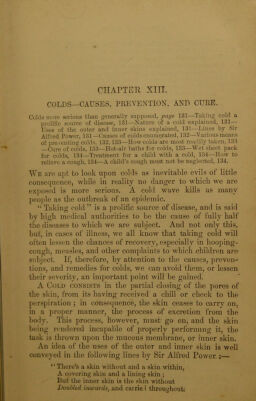 CHAPTER XIII.
COLDS—CAUSES, PREVENTION, AND CURE.
Colds more serious than generally supposed, page 131—Taking cold a
prolific source of disease, 131—Nature of a cold explained, 131—
Uses of the outer and inner skins explained, 131—Lines by Sir
Alfred Power, 131—Causes of colds enumerated, 132—Various means
of preventing colds, 132, 133—How colds are most readily taken, 133
—Cure of colds, 133—Hot-air baths for colds, 133—Wet sheet pack
for colds, 134—Treatment for a child with a cold, 134—How to
relieve a cough, 134—A child's cough must not be neglected, 134.
WE are apt to look upon colds as inevitable evils of little
consequence, while in reality no danger to which we are
exposed is more serious. A cold wave kills as many
people as the outbreak of an epidemic.
"Taking cold" is a prolific source of disease, and is said
by high medical authorities to be the cause of fully half
the diseases to which we are subject. And not only this,
but, in cases of illness, we all know that taking cold will
often lessen the chances of recovery, especially in hooping-
cough, measles, and other complaints to which children are
subject. If, therefore, by attention to the causes, preven-
tions, and remedies for colds, we can avoid them, or lessen
their severity, an important point will be gained.
A COLD CONSISTS in the partial closing of the pores of
the skin, from its having received a chill or check to the
perspiration; in consequence, the skin ceases to carry on,
in a proper manner, the process of excretion from the
body. This process, however, must go on, and the skin
being rendered incapable of properly performing it, the
task is thrown upon the mucous membrane, or inner skin.
An idea of the uses of the outer and inner skin is well
conveyed in the following lines by Sir Alfred Power:—
"There's a skin without and a skin within,
A covering skin and a lining skin;
But the inner skin is the skin without
Doubled inwards, and carried throughout: